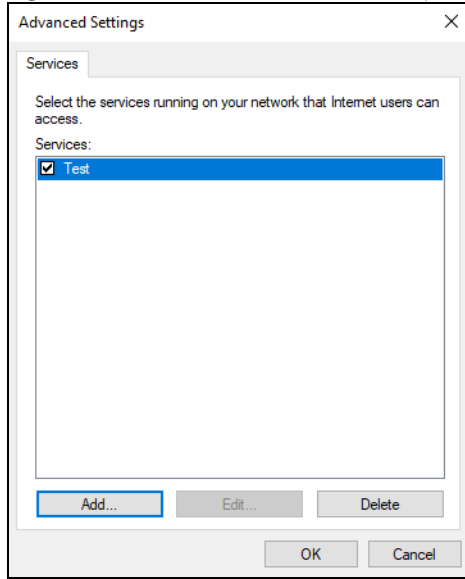 Advanced Settings
Services
Select the services running on your network that Internet users can
access.
Services:
Test
Add...
Edit...
Delete
OK
Cancel